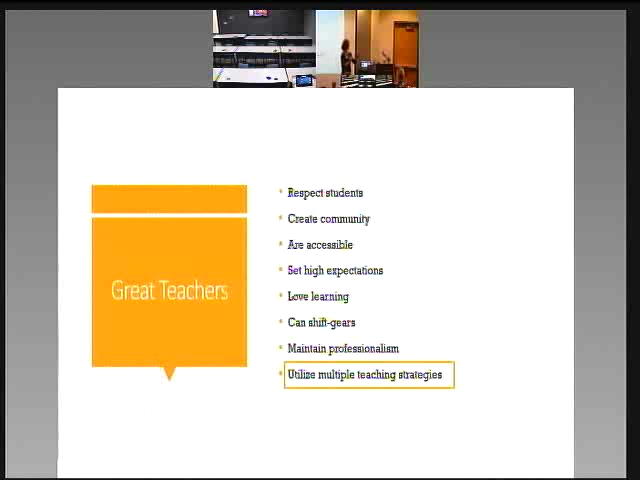 Great Teachers
Respect students
Create community
Are accessible
Set high expectations
Love learning
Can shift-gears
Maintain professionalism
Utilize multiple teaching strategies